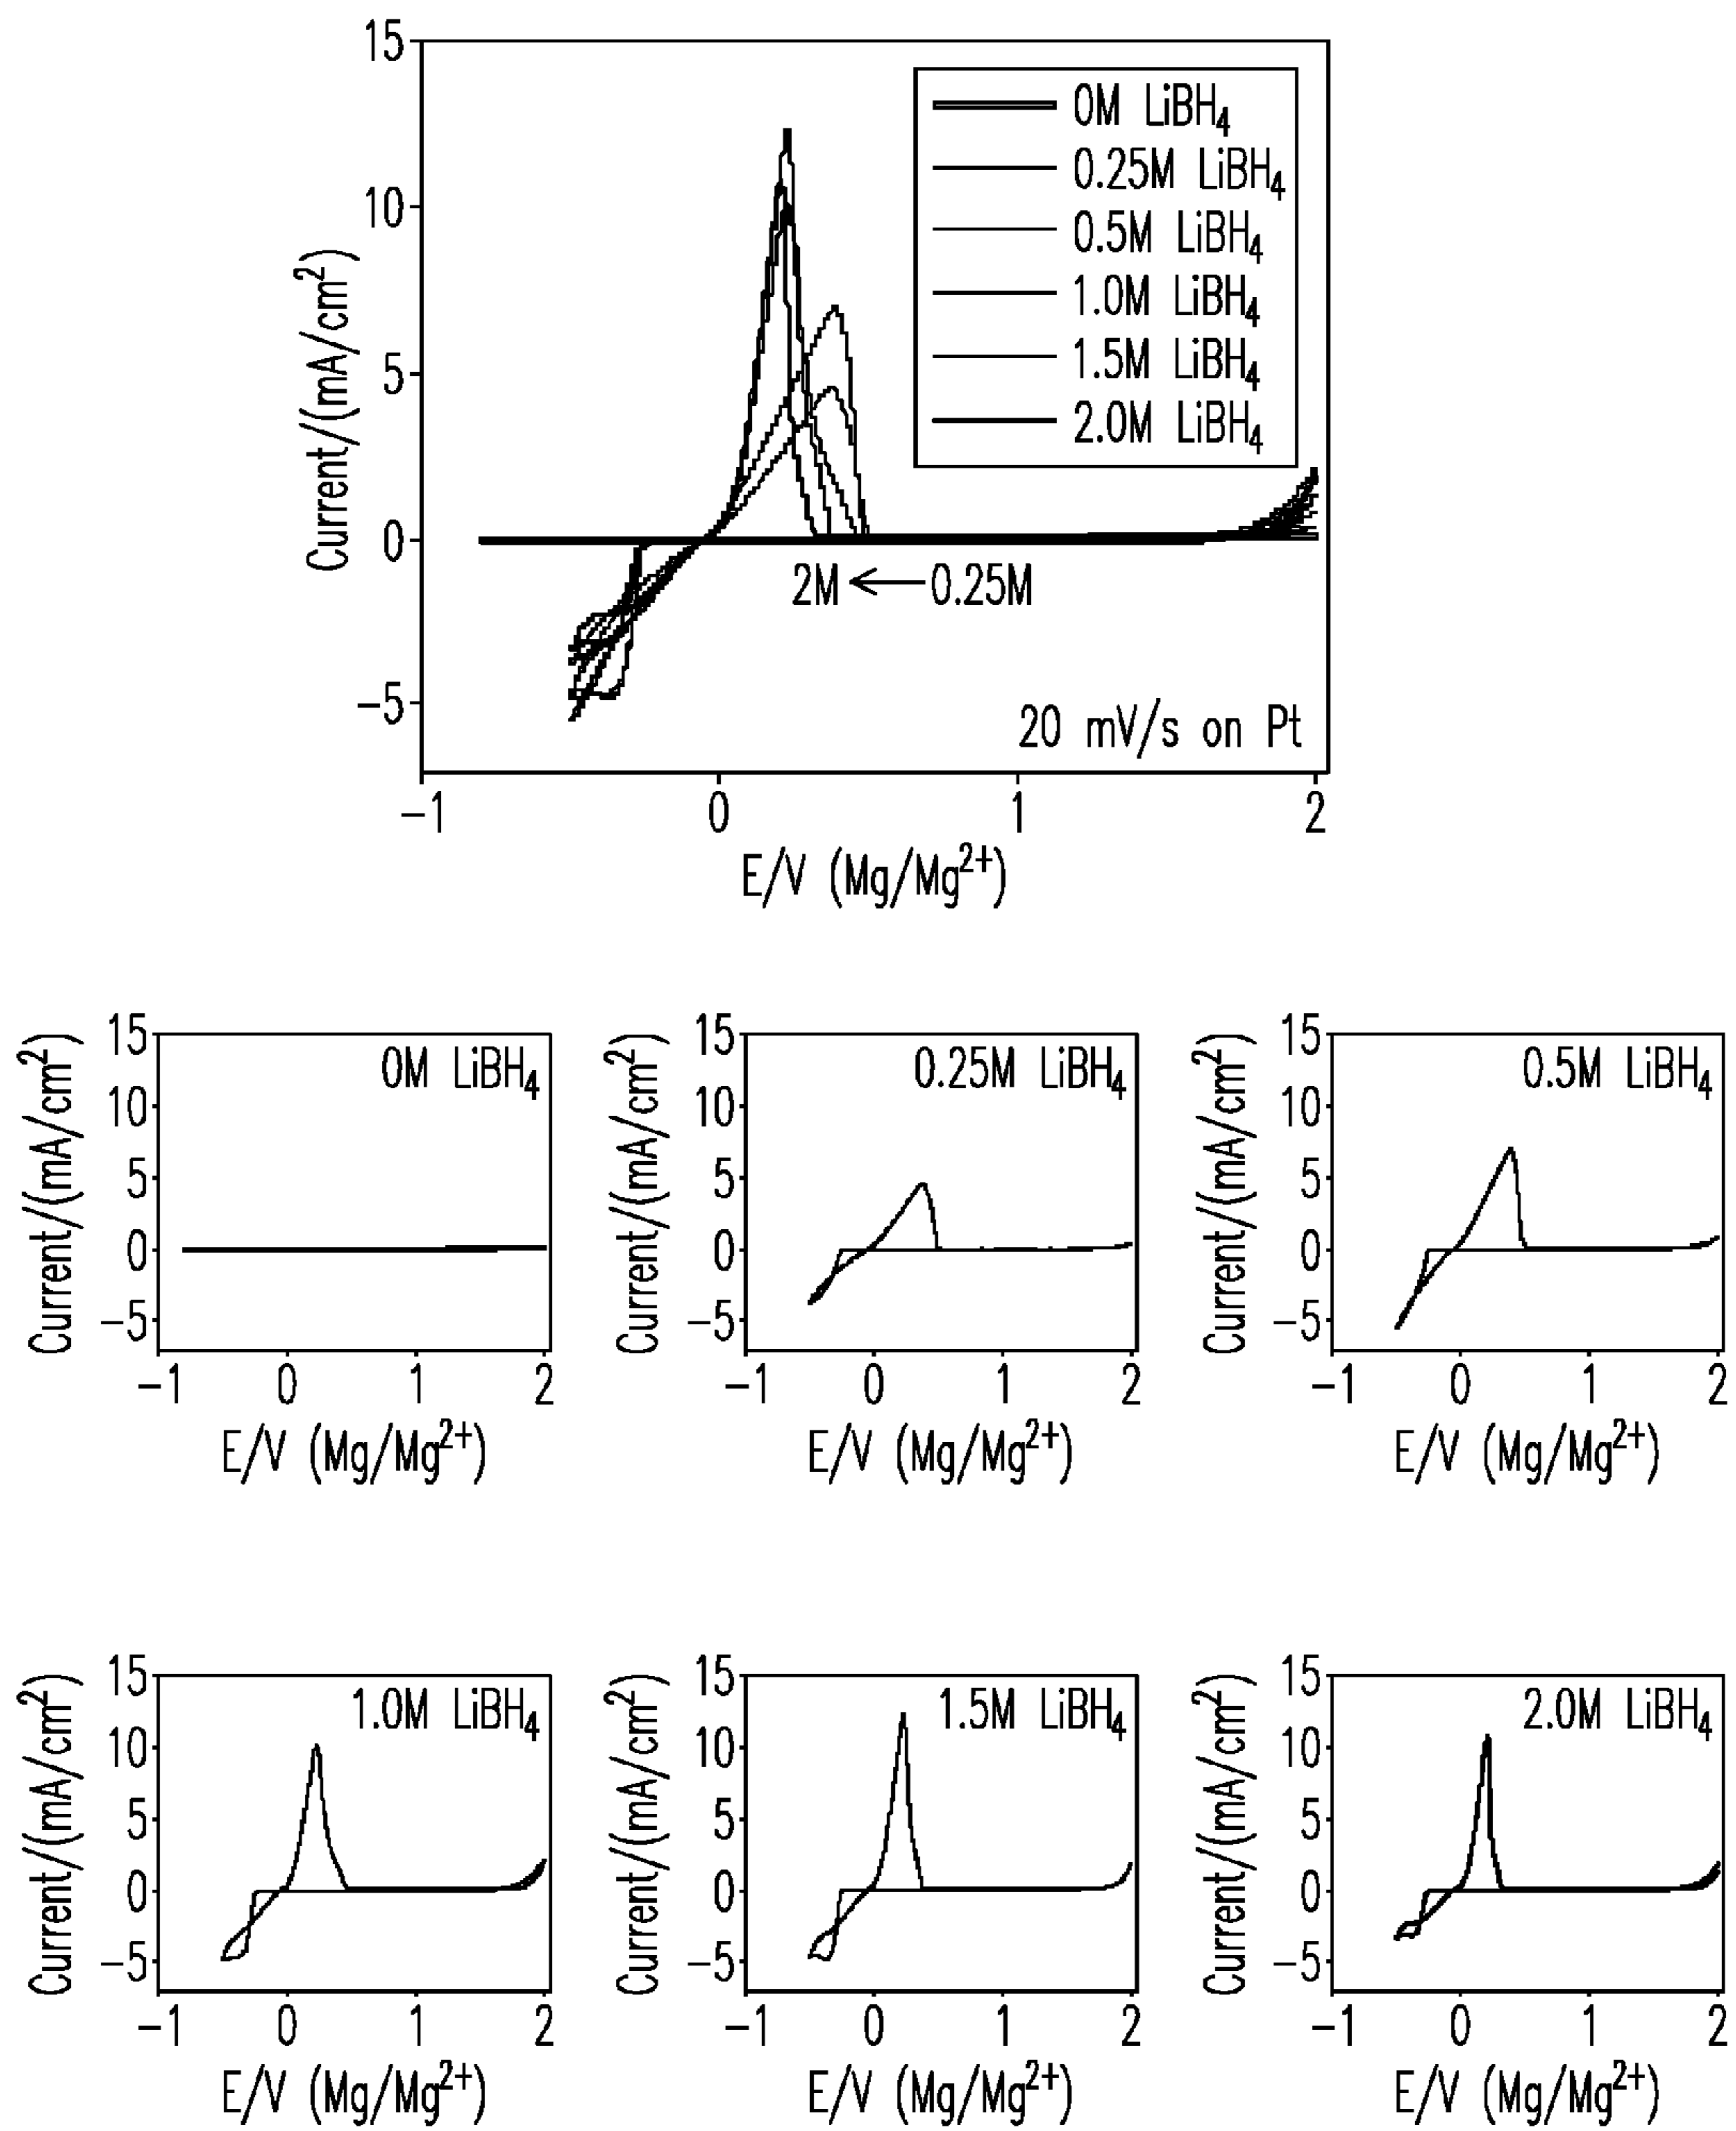 15
10
5
0
−5
Current/(mA/cm²)
0M LiBH₄
0.25M LiBH₄
0.5M LiBH₄
1.0M LiBH₄
1.5M LiBH₄
2.0M LiBH₄
2M ← 0.25M
20 mV/s on Pt
−1 0 1 2
E/V (Mg/Mg²⁺)
0M LiBH₄
15
10
5
0
−5
Current/(mA/cm²)
−1 0 1 2
E/V (Mg/Mg²⁺)
0.25M LiBH₄
15
10
5
0
−5
Current/(mA/cm²)
−1 0 1 2
E/V (Mg/Mg²⁺)
0.5M LiBH₄
15
10
5
0
−5
Current/(mA/cm²)
−1 0 1 2
E/V (Mg/Mg²⁺)
1.0M LiBH₄
15
10
5
0
−5
Current/(mA/cm²)
−1 0 1 2
E/V (Mg/Mg²⁺)
1.5M LiBH₄
15
10
5
0
−5
Current/(mA/cm²)
−1 0 1 2
E/V (Mg/Mg²⁺)
2.0M LiBH₄
15
10
5
0
−5
Current/(mA/cm²)
−1 0 1 2
E/V (Mg/Mg²⁺)